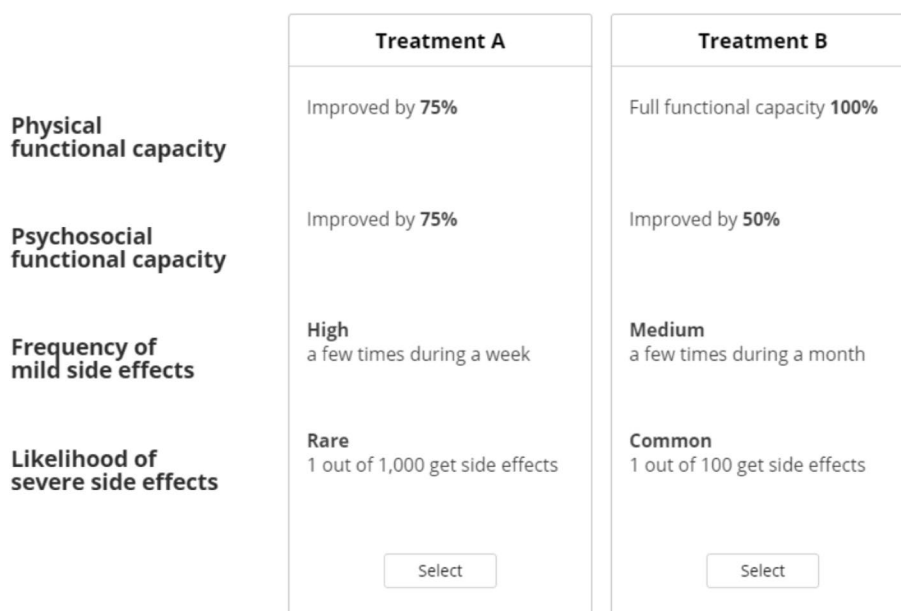 Treatment A
Treatment B
Physical
functional capacity
Improved by 75%
Full functional capacity 100%
Psychosocial
functional capacity
Improved by 75%
Improved by 50%
Frequency of
mild side effects
High
a few times during a week
Medium
a few times during a month
Likelihood of
severe side effects
Rare
1 out of 1,000 get side effects
Common
1 out of 100 get side effects
Select
Select